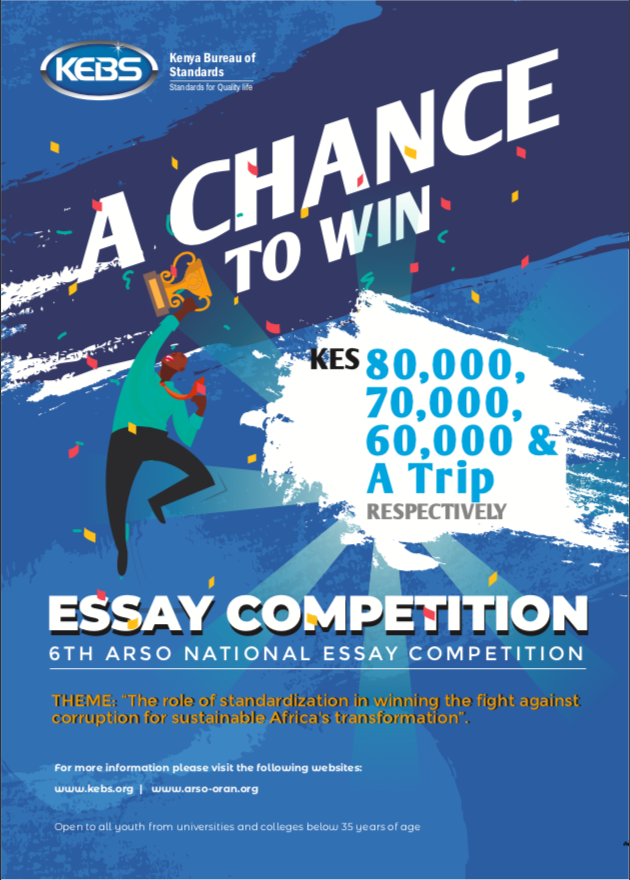 KEBS
Kenya Bureau of
Standards
Standards for Quality life
A CHANCE
TO WIN
KES 80,000,
70,000,
60,000 &
A Trip
RESPECTIVELY
ESSAY COMPETITION
6TH ARSO NATIONAL ESSAY COMPETITION
THEME: "The role of standardization in winning the fight against
corruption for sustainable Africa's transformation".
For more information please visit the following websites:
www.kebs.org | www.arso-oran.org
Open to all youth from universities and colleges below 35 years of age